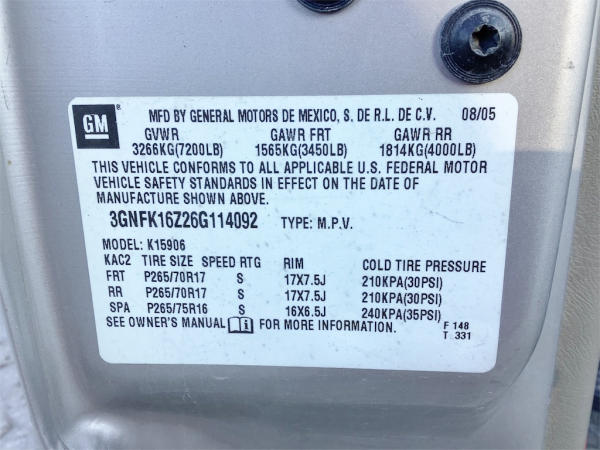 GM ® MFD BY GENERAL MOTORS DE MEXICO, S. DE R.L. DE C.V. 08/05
GVWR GAWR FRT GAWR RR
3266KG(7200LB) 1565KG(3450LB) 1814KG(4000LB)
THIS VEHICLE CONFORMS TO ALL APPLICABLE U.S. FEDERAL MOTOR
VEHICLE SAFETY STANDARDS IN EFFECT ON THE DATE OF
MANUFACTURE SHOWN ABOVE.
3GNFK16Z26G114092 TYPE: M.P.V.
MODEL: K15906
KAC2 TIRE SIZE SPEED RTG RIM COLD TIRE PRESSURE
FRT P265/70R17 S 17X7.5J 210KPA(30PSI)
RR P265/70R17 S 17X7.5J 210KPA(30PSI)
SPA P265/75R16 S 16X6.5J 240KPA(35PSI)
SEE OWNER'S MANUAL i FOR MORE INFORMATION.
F 148
T 331